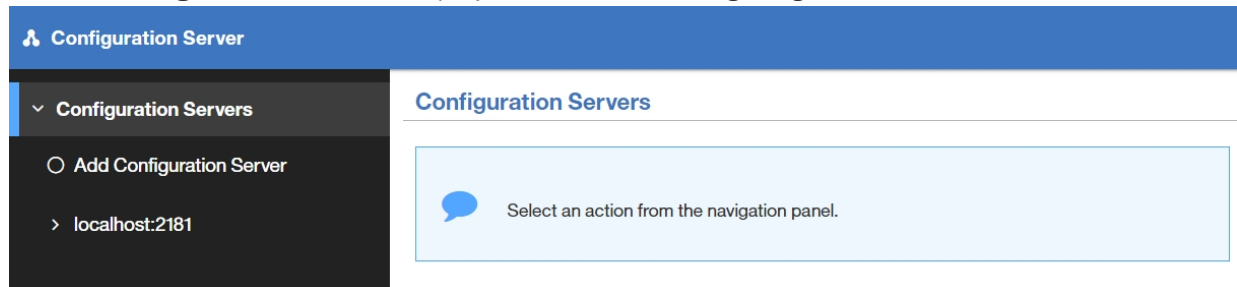 Configuration Server
Configuration Servers
Add Configuration Server
localhost:2181
Configuration Servers
Select an action from the navigation panel.